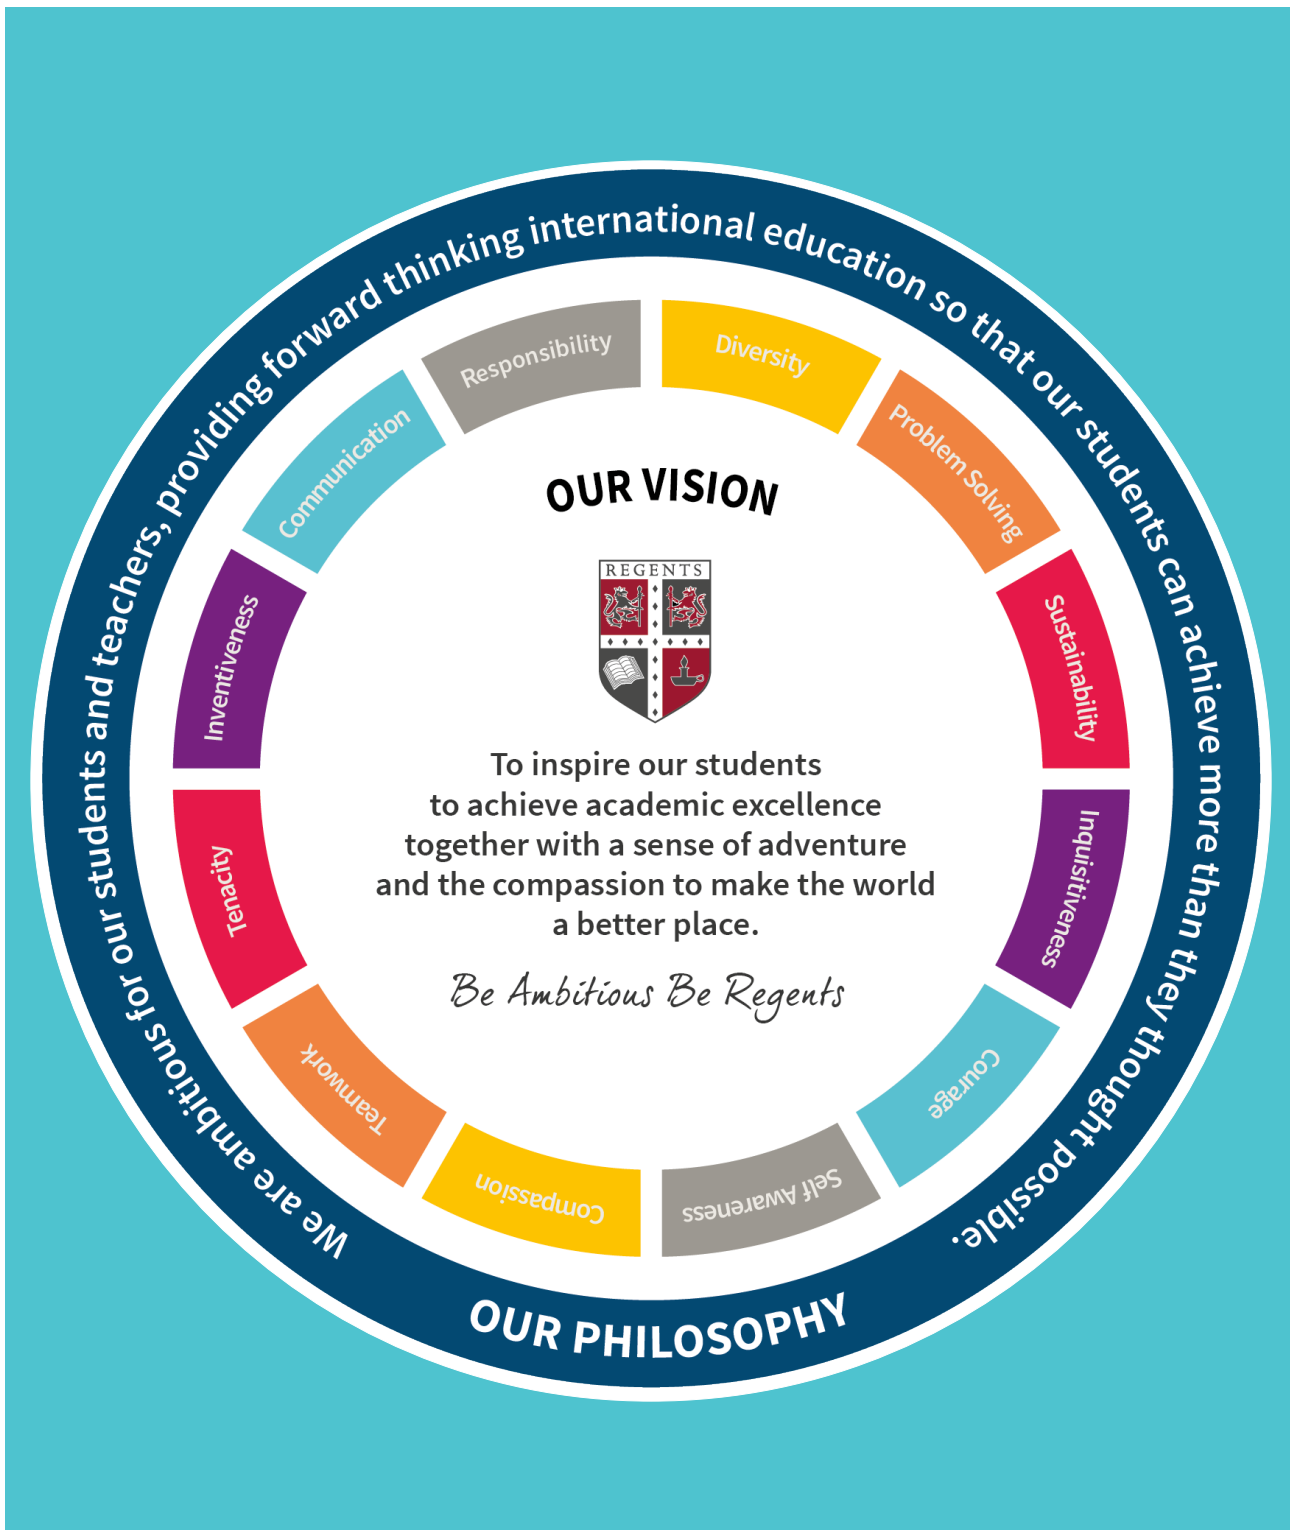 We are ambitious for our students and teachers, providing forward thinking international education so that our students can achieve more than they thought possible.
OUR PHILOSOPHY
Diversity
Problem Solving
Sustainability
Inquisitiveness
Courage
Self Awareness
Compassion
Teamwork
Tenacity
Inventiveness
Communication
Responsibility
OUR VISION
REGENTS
To inspire our students
to achieve academic excellence
together with a sense of adventure
and the compassion to make the world
a better place.
Be Ambitious Be Regents